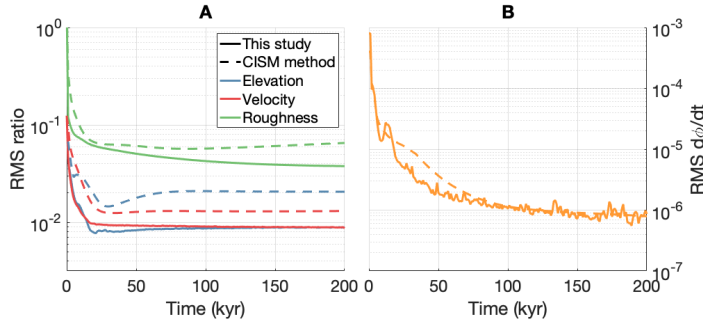 A
RMS ratio
10^0
10^-1
10^-2
This study
CISM method
Elevation
Velocity
Roughness
0 50 100 150 200
Time (kyr)
B
10^-3
10^-4
10^-5
10^-6
10^-7
RMS dϕ/dt
0 50 100 150 200
Time (kyr)